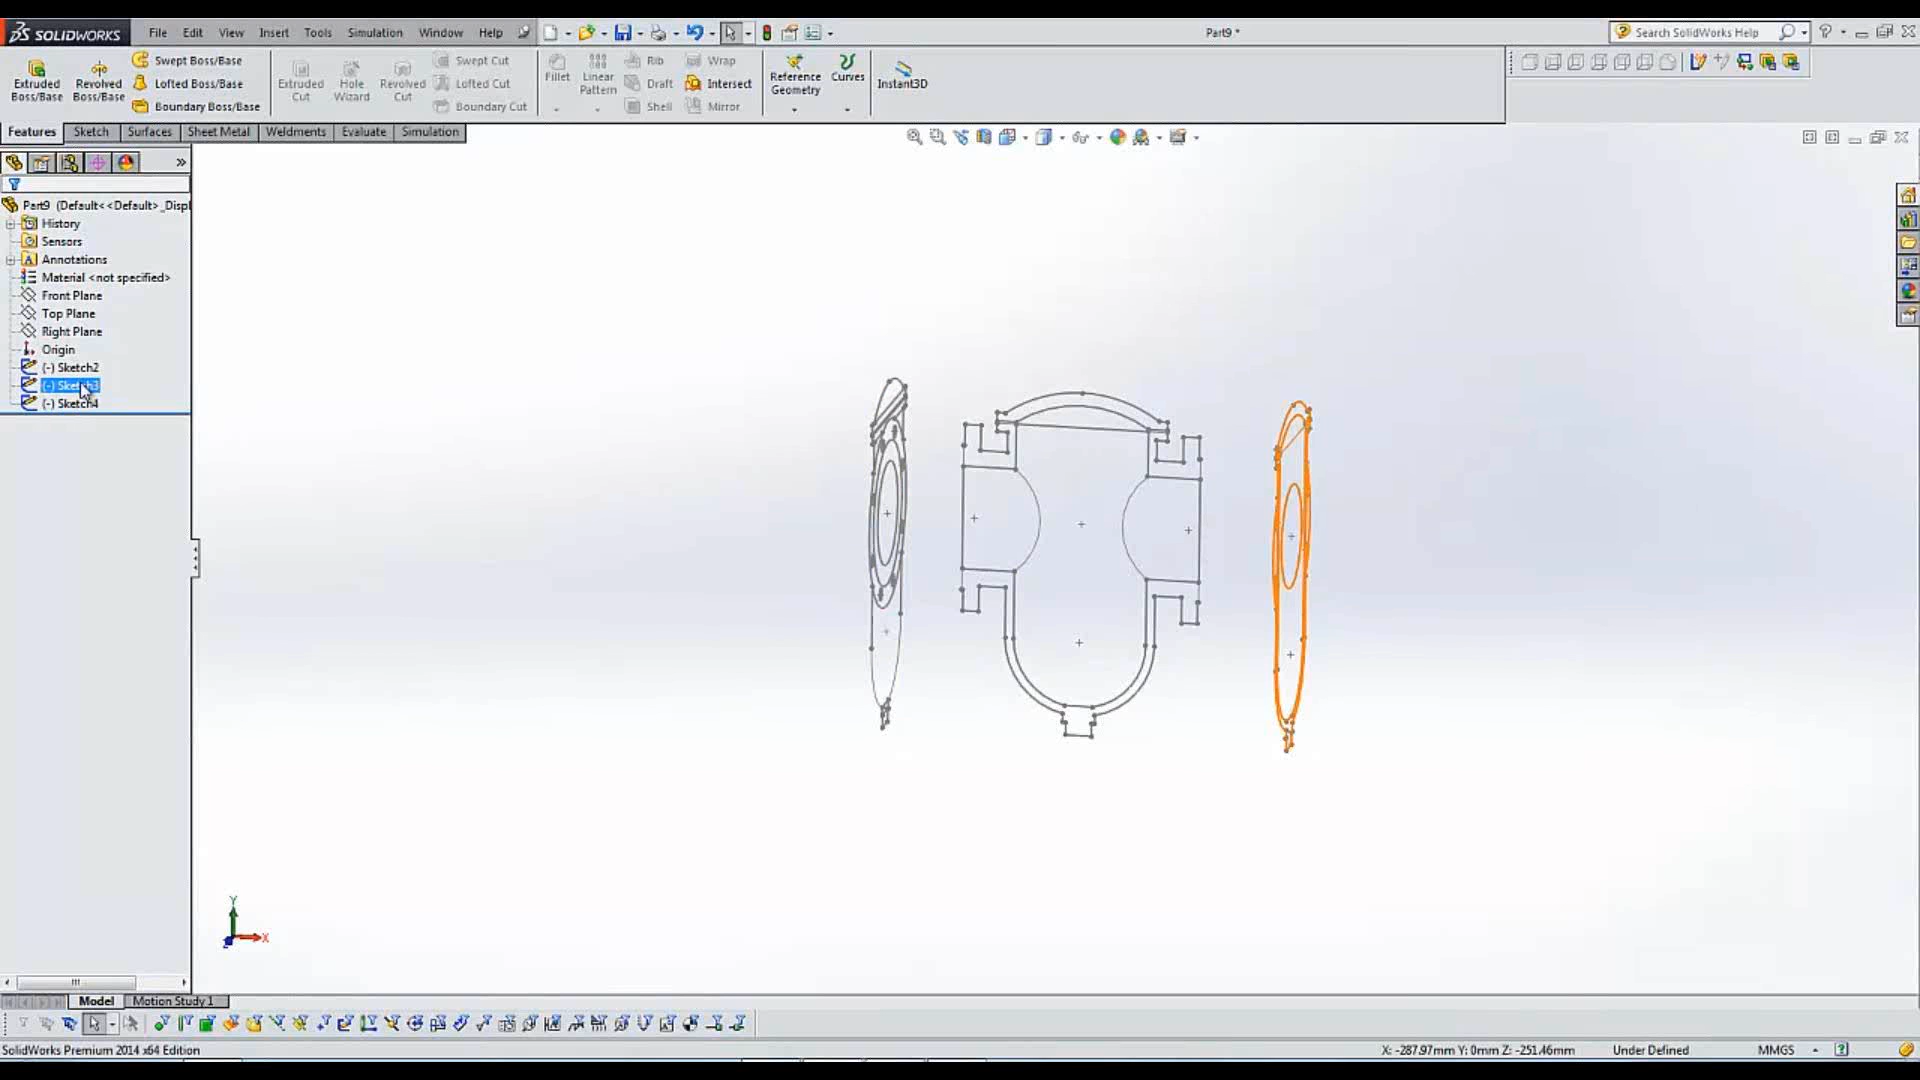 SOLIDWORKS File Edit View Insert Tools Simulation Window Help Part9 * Search SolidWorks Help
Extruded Boss/Base
Revolved Boss/Base
Swept Boss/Base
Lofted Boss/Base
Boundary Boss/Base
Extruded Cut
Hole Wizard
Revolved Cut
Swept Cut
Lofted Cut
Boundary Cut
Fillet
Linear Pattern
Rib
Draft
Shell
Wrap
Intersect
Mirror
Reference Geometry
Curves
Instant3D
Features Sketch Surfaces Sheet Metal Weldments Evaluate Simulation
Part9 (Default<<Default>_Displ
History
Sensors
Annotations
Material <not specified>
Front Plane
Top Plane
Right Plane
Origin
(-) Sketch2
(-) Sketch3
(-) Sketch4
Y
X
Model Motion Study 1
SolidWorks Premium 2014 x64 Edition X: -287.97mm Y: 0mm Z: -251.46mm Under Defined MMGS